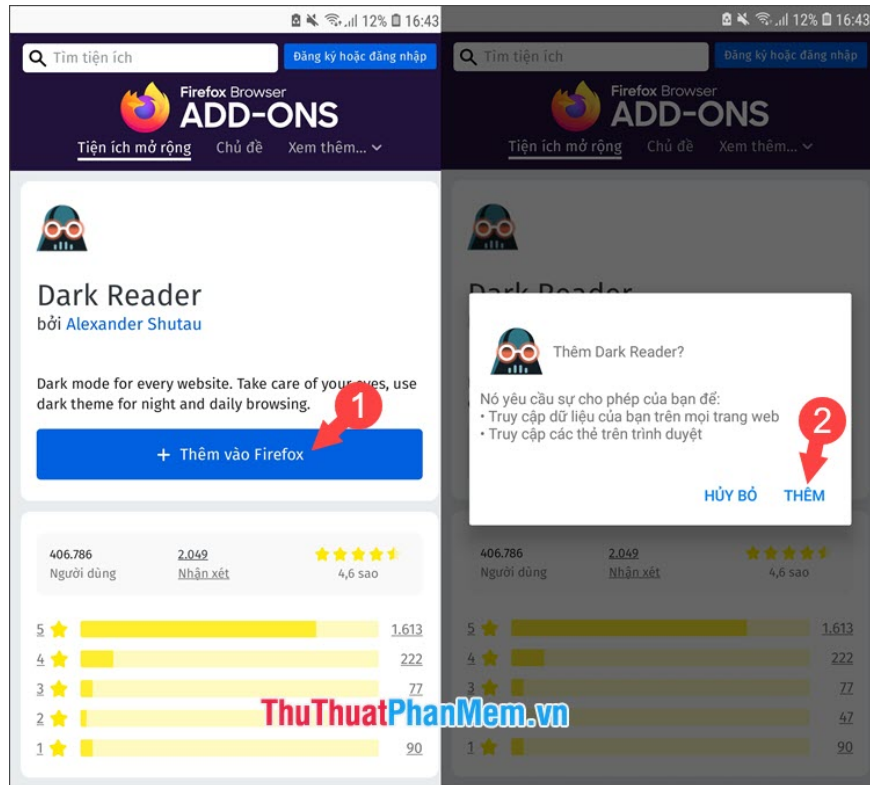 12% 16:43
Tìm tiện ích
Đăng ký hoặc đăng nhập
Firefox Browser
ADD-ONS
Tiện ích mở rộng Chủ đề Xem thêm...
Dark Reader
bởi Alexander Shutau
Dark mode for every website. Take care of your eyes, use
dark theme for night and daily browsing.
1
+ Thêm vào Firefox
406.786 2.049
Người dùng Nhận xét 4,6 sao
5 1.613
4 222
3 77
2
1 90
12% 16:43
Tìm tiện ích
Đăng ký hoặc đăng nhập
Firefox Browser
ADD-ONS
Tiện ích mở rộng Chủ đề Xem thêm...
Dark Reader
Thêm Dark Reader?
Nó yêu cầu sự cho phép của bạn để:
• Truy cập dữ liệu của bạn trên mọi trang web
• Truy cập các thẻ trên trình duyệt
2
HỦY BỎ THÊM
406.786 2.049
Người dùng Nhận xét 4,6 sao
5 1.613
4 222
3 77
2 47
1 90
ThuThuatPhanMem.vn